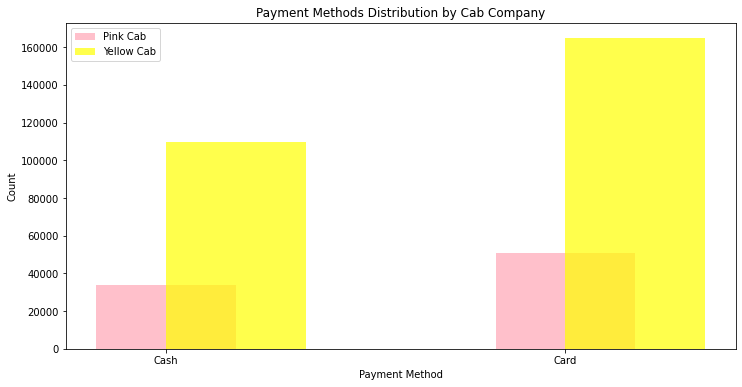 Payment Methods Distribution by Cab Company
Pink Cab
Yellow Cab
160000
140000
120000
100000
80000
60000
40000
20000
0
Count
Cash
Card
Payment Method